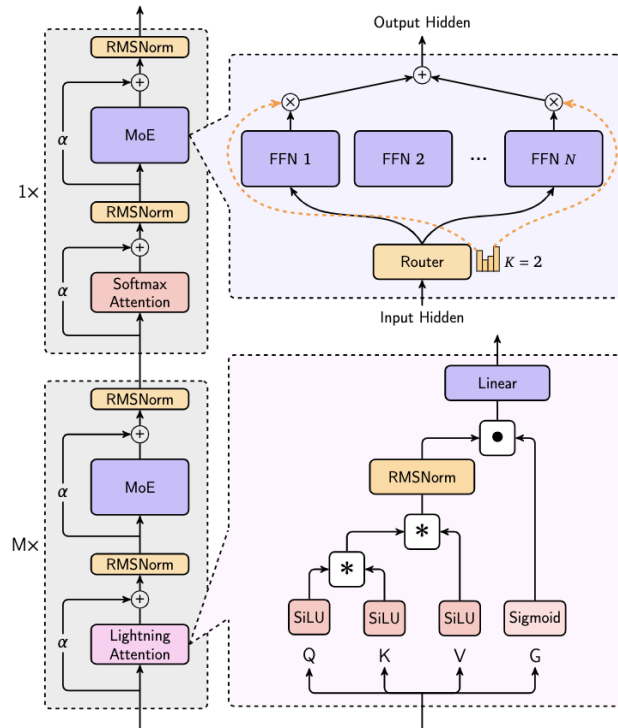 RMSNorm
α
MoE
1×
RMSNorm
α
Softmax
Attention
RMSNorm
α
MoE
M×
RMSNorm
α
Lightning
Attention
Output Hidden
FFN 1
FFN 2
...
FFN N
Router
K = 2
Input Hidden
Linear
RMSNorm
SiLU
SiLU
SiLU
Sigmoid
Q
K
V
G